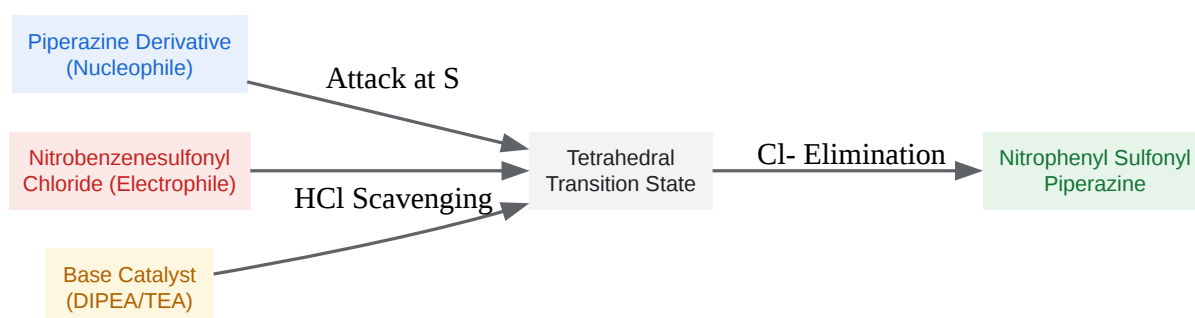 Piperazine Derivative
(Nucleophile)
Attack at S
Nitrobenzenesulfonyl
Chloride (Electrophile)
HCl Scavenging
Base Catalyst
(DIPEA/TEA)
Tetrahedral
Transition State
Cl- Elimination
Nitrophenyl Sulfonyl
Piperazine